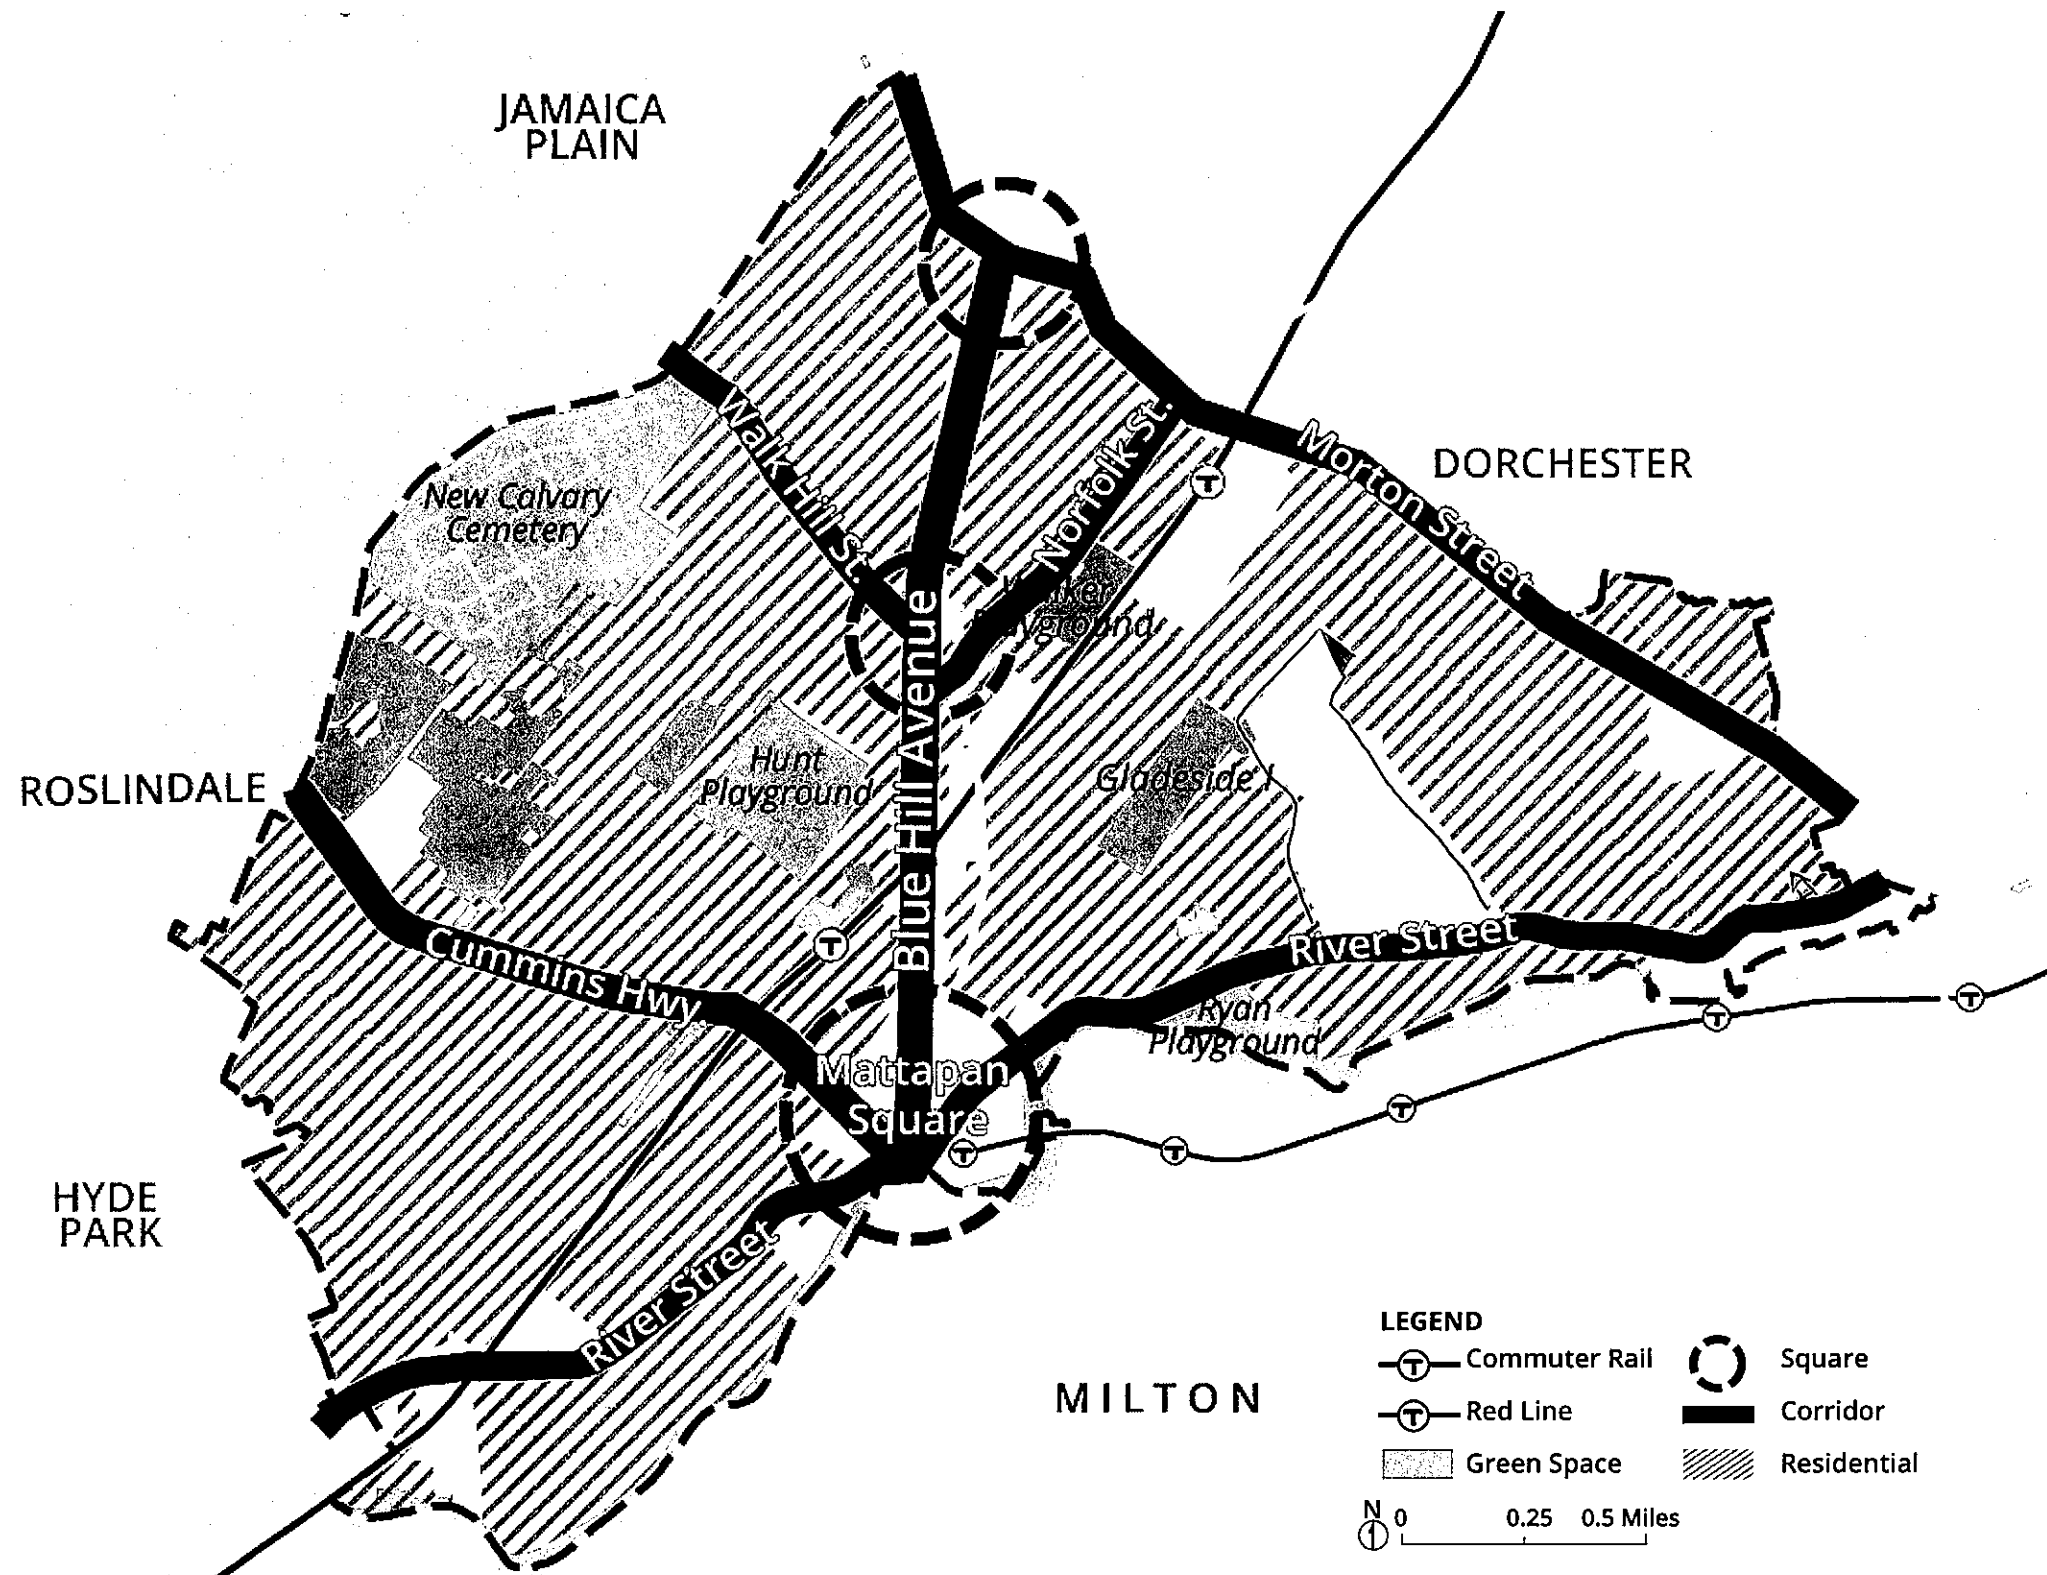 JAMAICA
PLAIN
DORCHESTER
Morton Street
Walk Hill St.
Norfolk St.
New Calvary
Cemetery
Blue Hill Avenue
Hunt
Playground
Gladeside I
ROSLINDALE
Cummins Hwy.
River Street
Ryan
Playground
Mattapan
Square
HYDE
PARK
River Street
MILTON
LEGEND
Commuter Rail
Square
Red Line
Corridor
Green Space
Residential
N
0 0.25 0.5 Miles